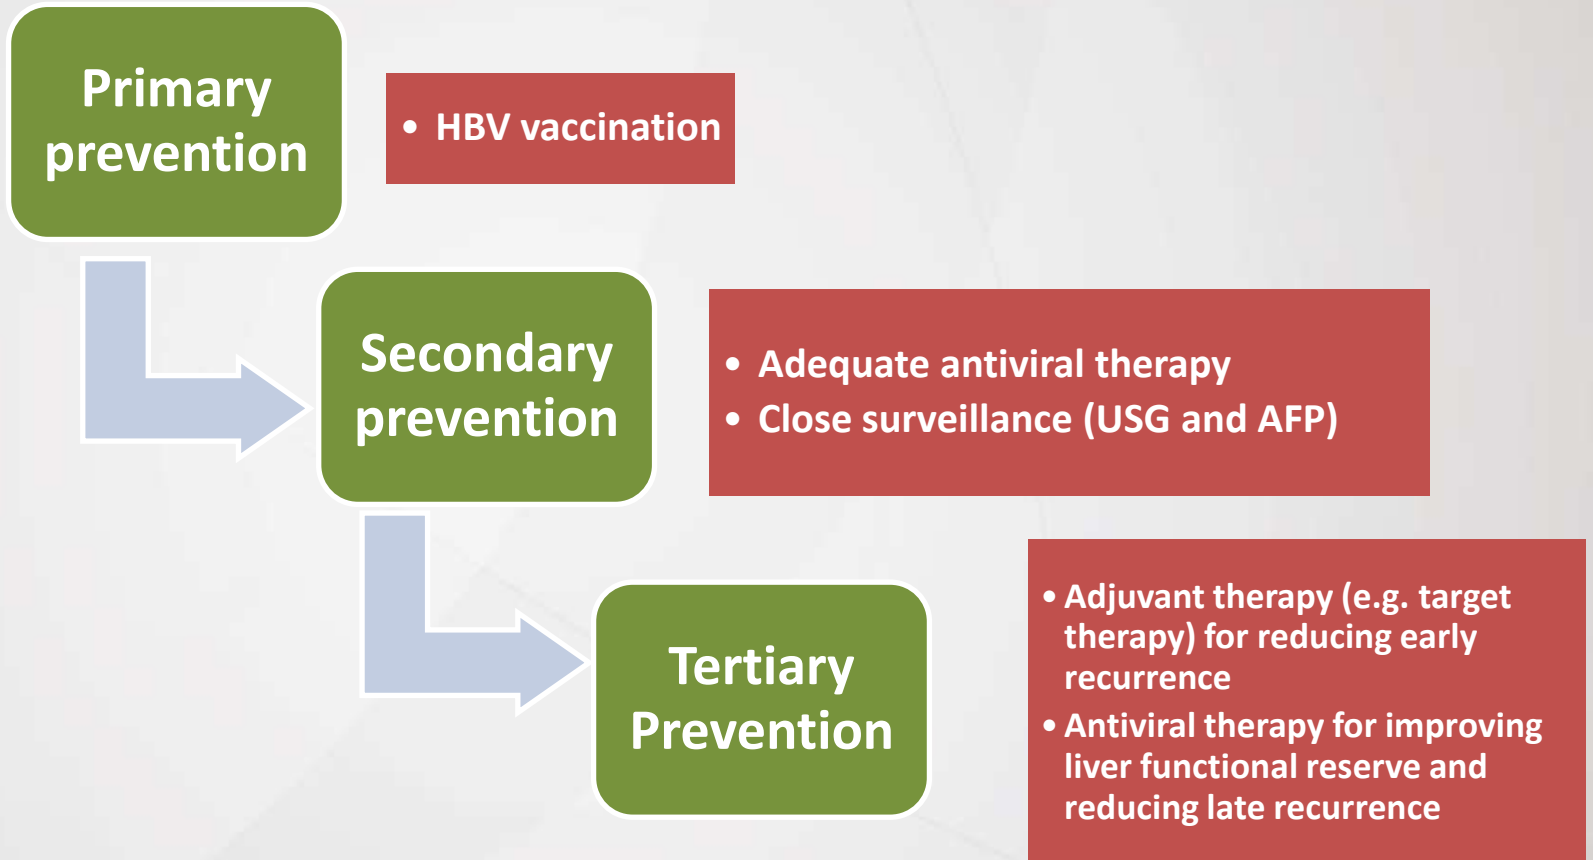 Primary
prevention
• HBV vaccination
Secondary
prevention
• Adequate antiviral therapy
• Close surveillance (USG and AFP)
Tertiary
Prevention
• Adjuvant therapy (e.g. target
therapy) for reducing early
recurrence
• Antiviral therapy for improving
liver functional reserve and
reducing late recurrence